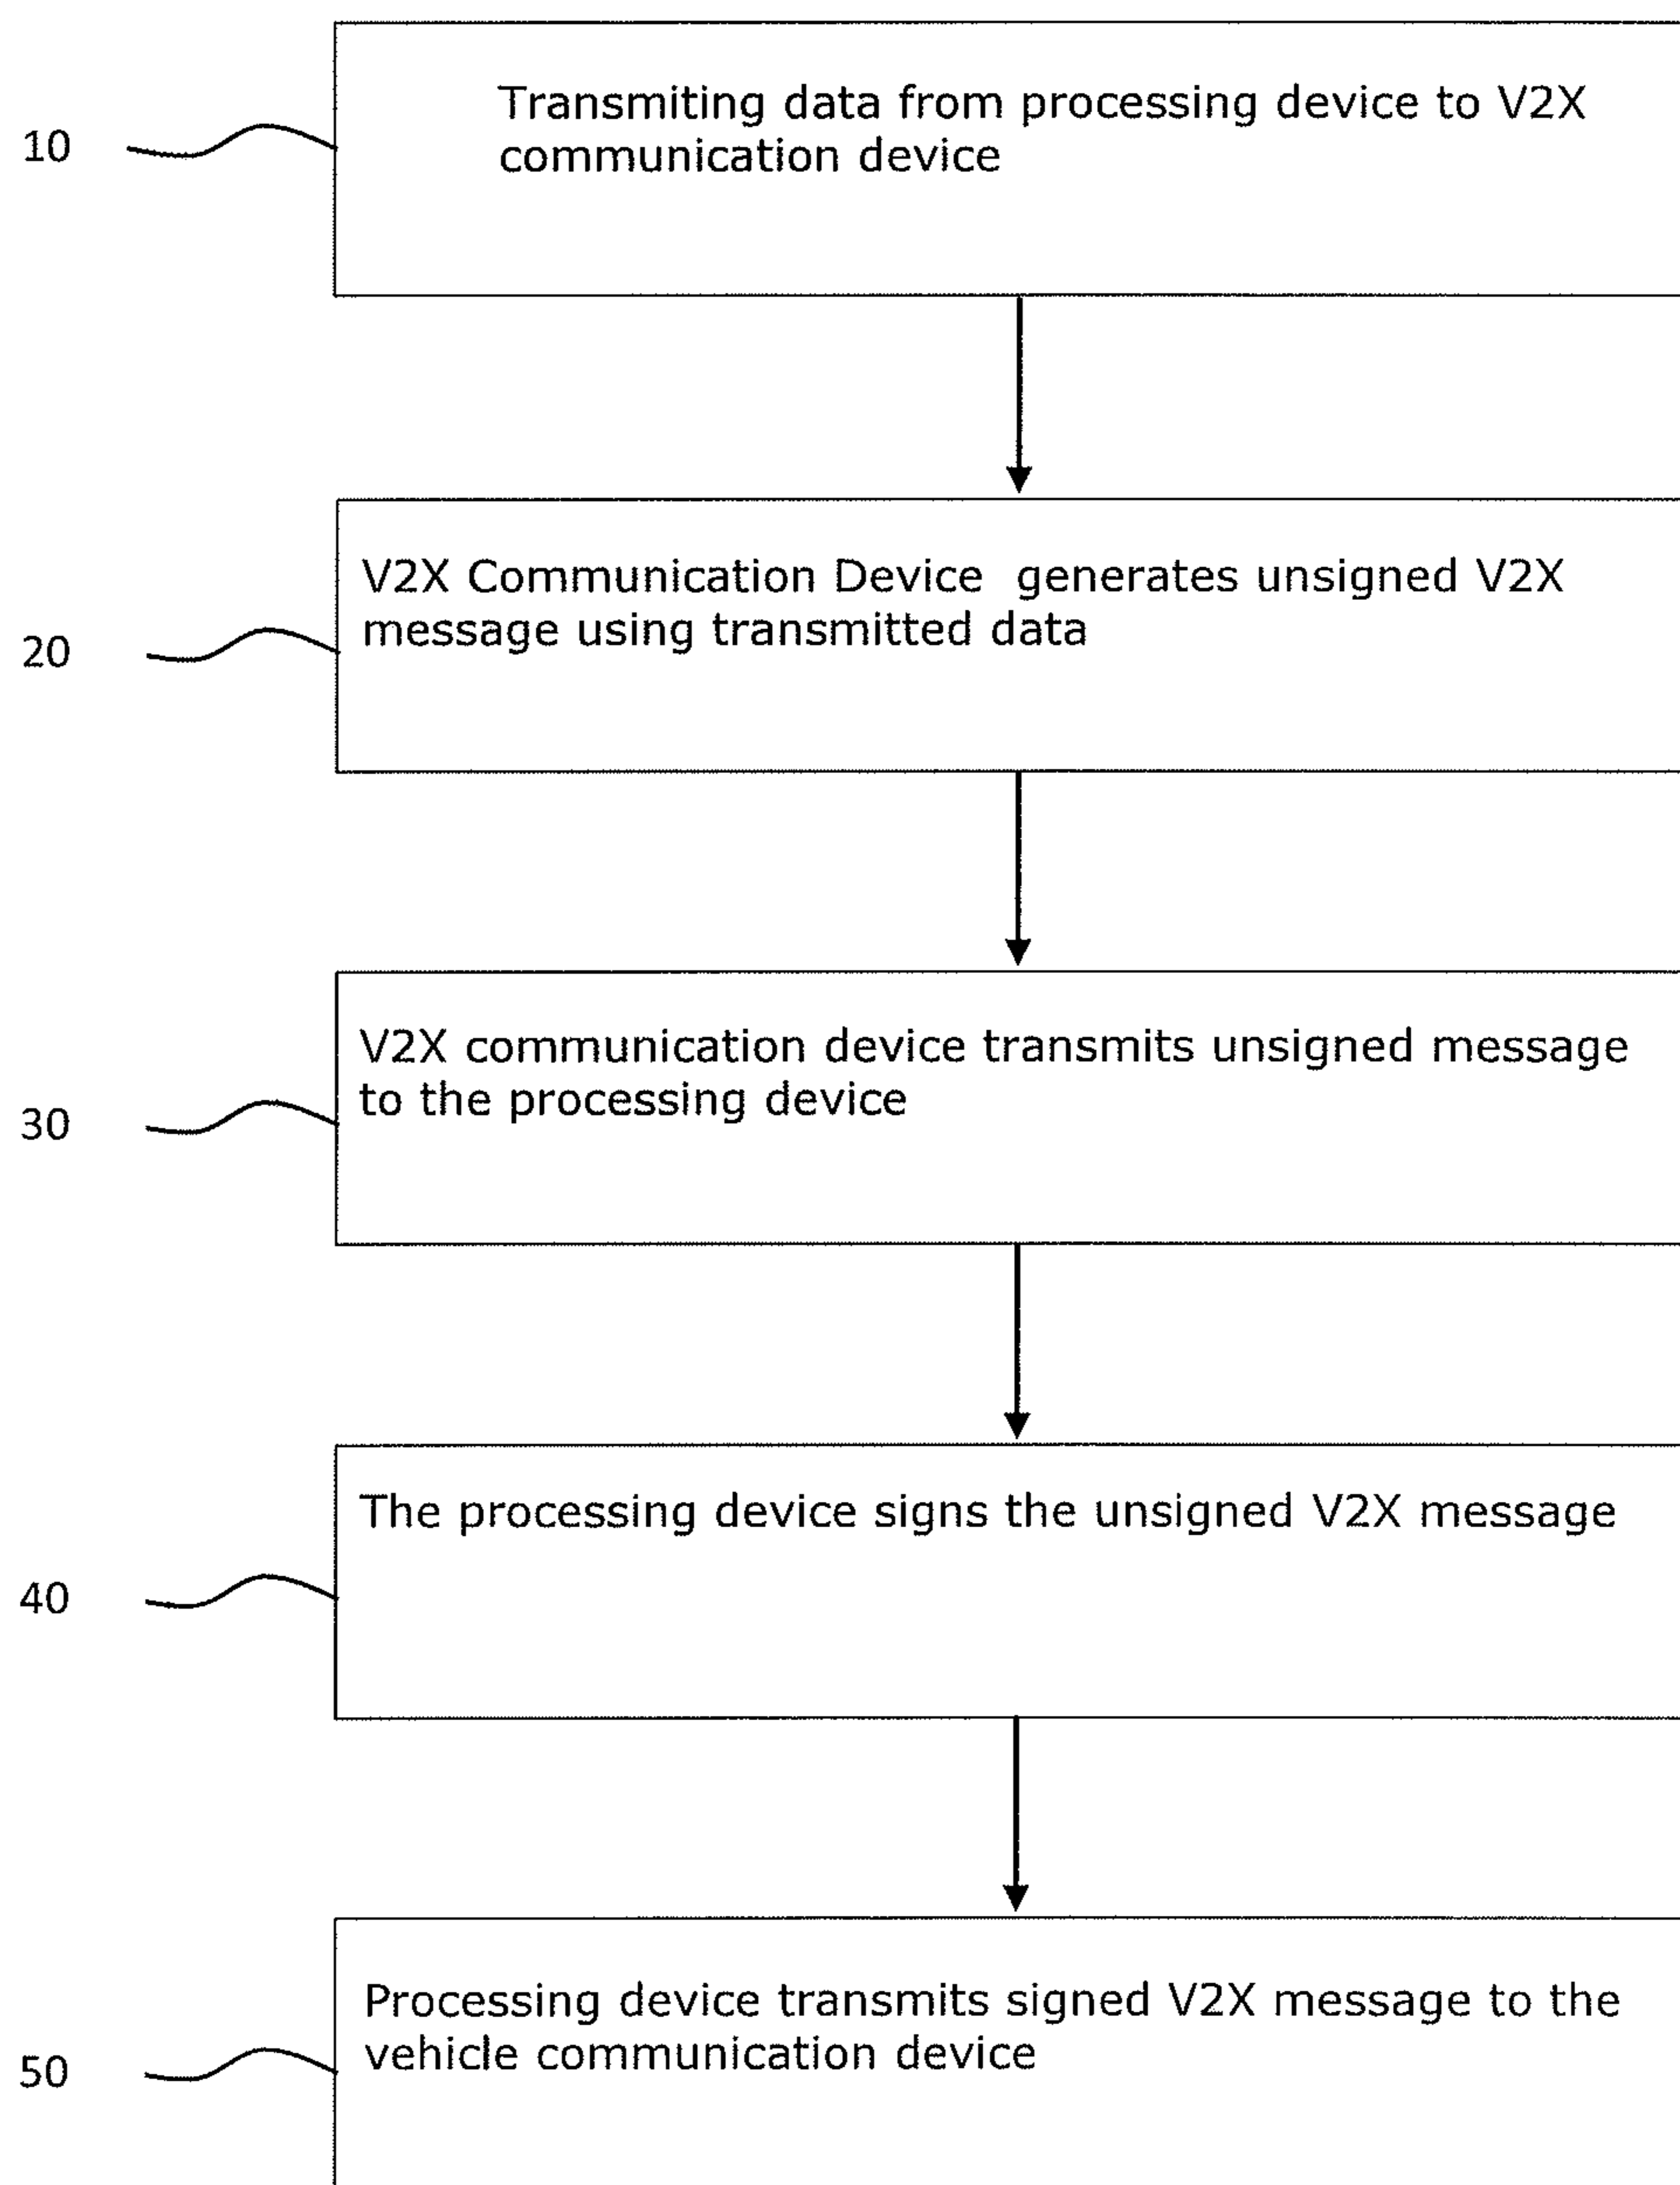 Transmiting data from processing device to V2X
communication device
10
V2X Communication Device generates unsigned V2X
message using transmitted data
20
V2X communication device transmits unsigned message
to the processing device
30
The processing device signs the unsigned V2X message
40
Processing device transmits signed V2X message to the
vehicle communication device
50